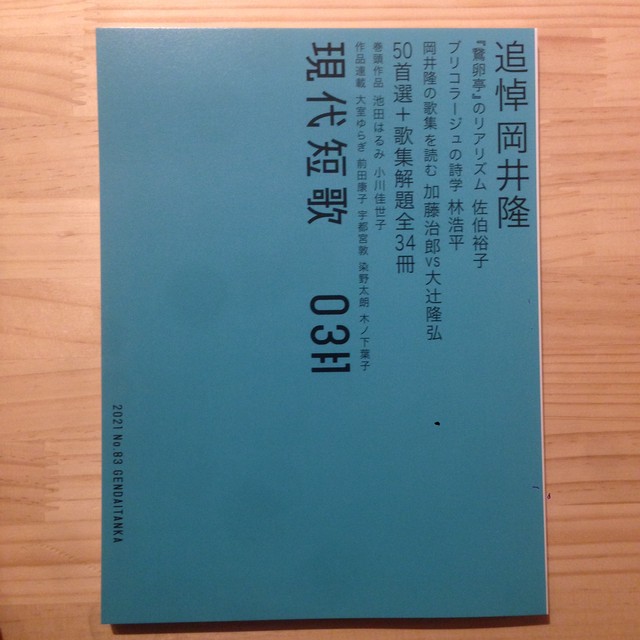 追悼 岡井隆
『鵞卵亭』のリアリズム 佐伯裕子
ブリコラージュの詩学 林浩平
岡井隆の歌集を読む 加藤治郎vs大辻隆弘
50首選+歌集解題全34冊
巻頭作品 池田はるみ 小川佳世子
作品連載 大室ゆらぎ 前田康子 宇都宮敦 染野太朗 木ノ下葉子
現代短歌 03月
2021 No.83 GENDAITANKA